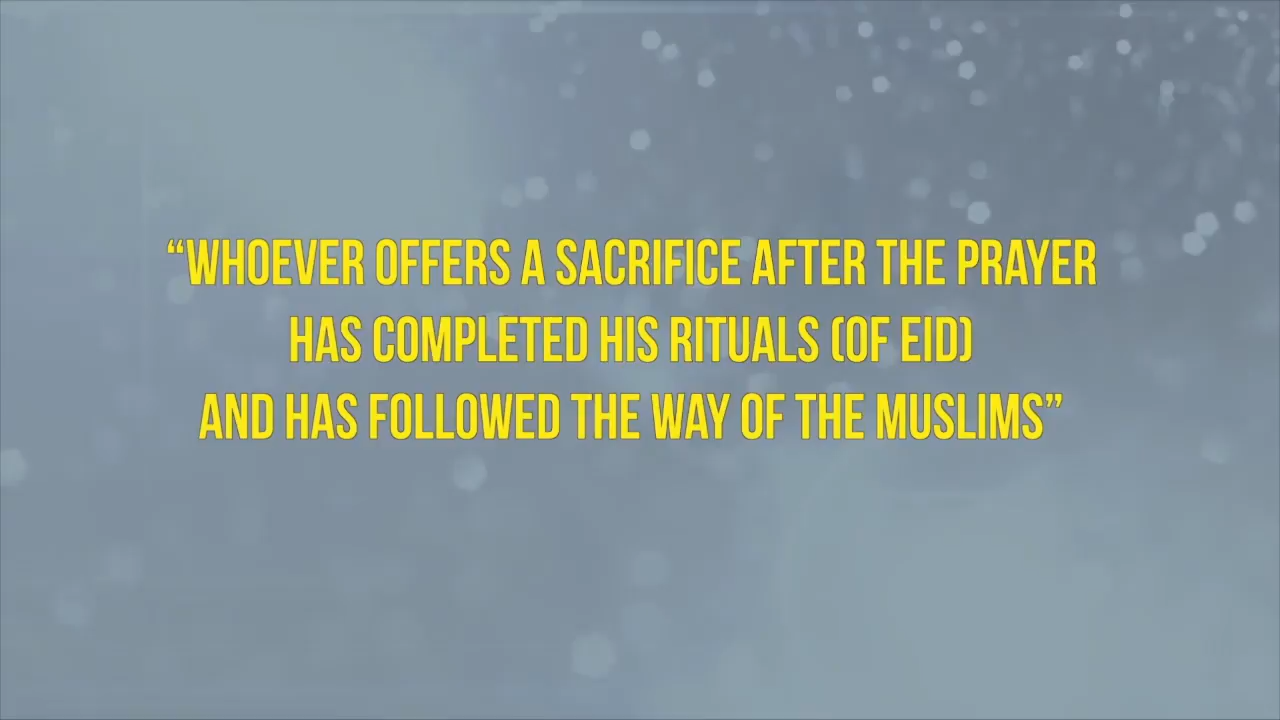 “WHOEVER OFFERS A SACRIFICE AFTER THE PRAYER
HAS COMPLETED HIS RITUALS (OF EID)
AND HAS FOLLOWED THE WAY OF THE MUSLIMS”